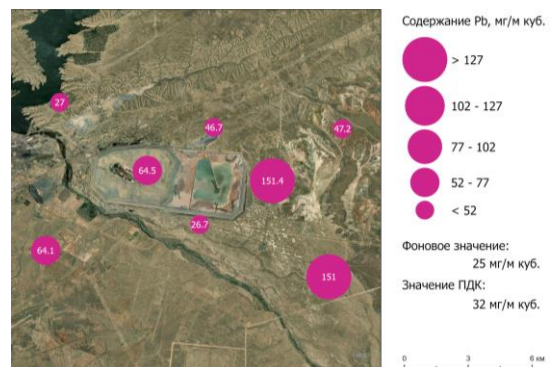 Содержание Pb, мг/м куб.
> 127
102 - 127
77 - 102
52 - 77
< 52
Фоновое значение:
25 мг/м куб.
Значение ПДК:
32 мг/м куб.
0 3 6 км
27
46.7
47.2
64.5
151.4
26.7
64.1
151